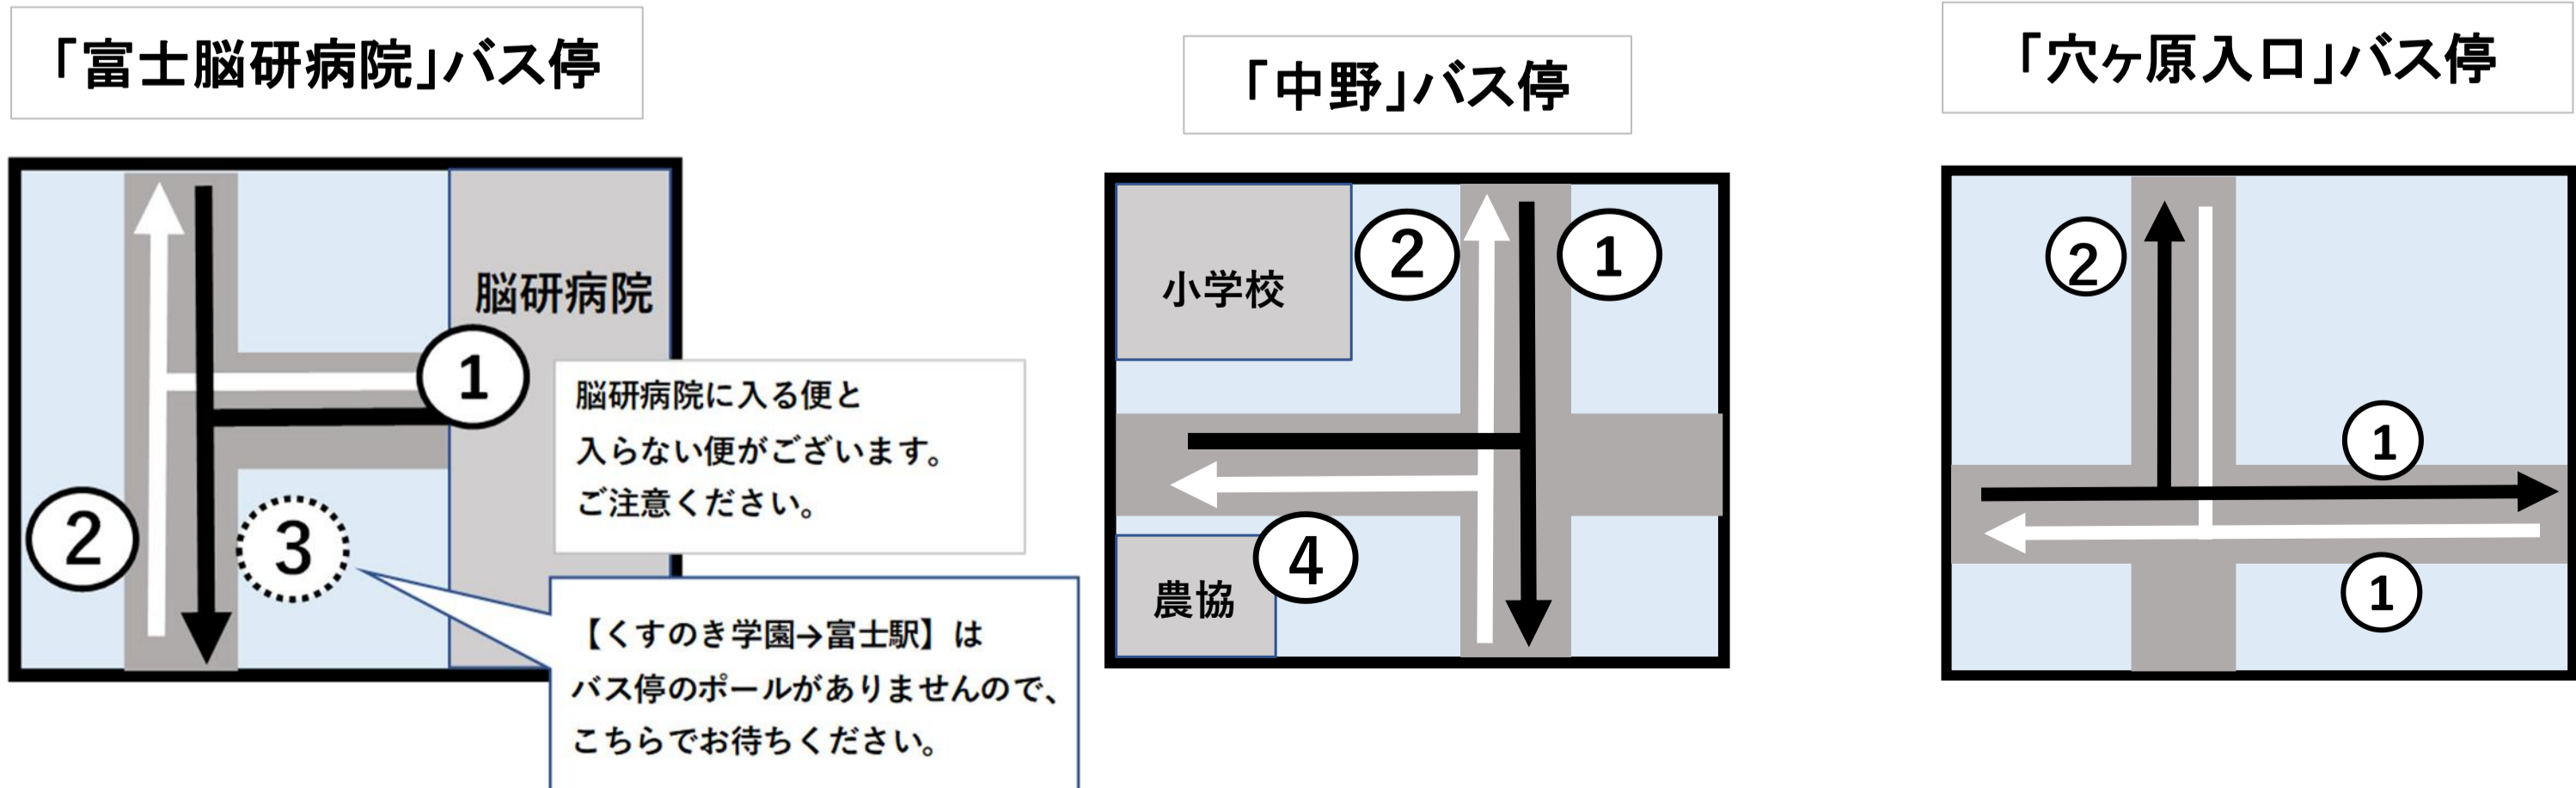 「富士脳研病院」バス停
脳研病院
①
②
③
脳研病院に入る便と
入らない便がございます。
ご注意ください。
【くすのき学園→富士駅】は
バス停のポールがありませんので、
こちらでお待ちください。
「中野」バス停
小学校
②
①
農協
④
「穴ヶ原入口」バス停
②
①
①